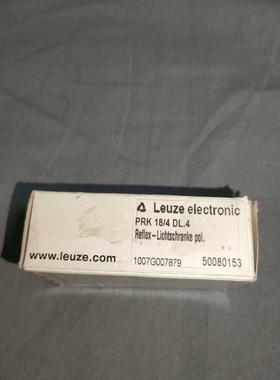 Leuze electronic
PRK 18/4 DL.4
Reflex-Lichtschranke pol.
1007G007879 50080153
www.leuze.com